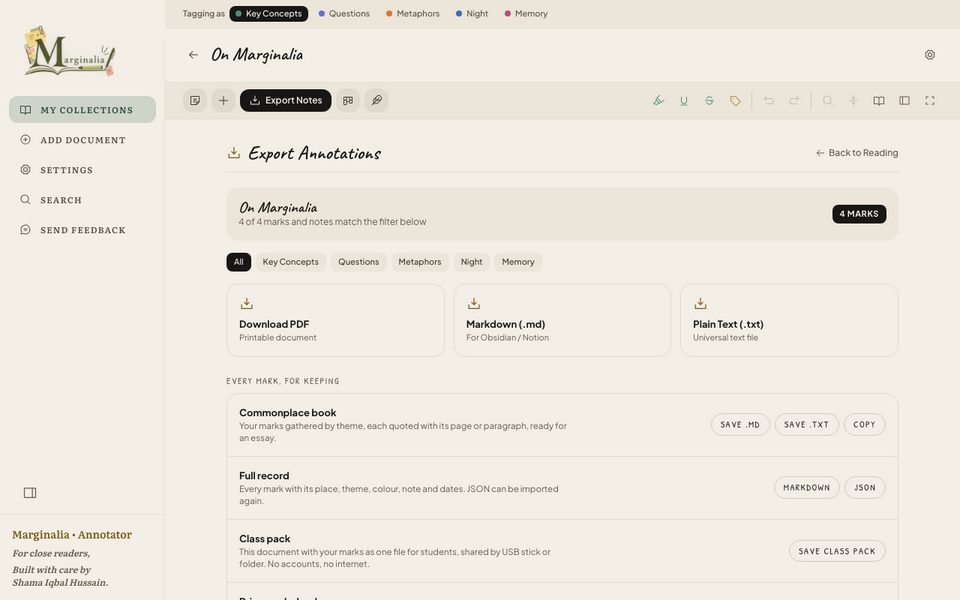 Tagging as Key Concepts Questions Metaphors Night Memory
Marginalia
On Marginalia
MY COLLECTIONS
ADD DOCUMENT
SETTINGS
SEARCH
SEND FEEDBACK
Export Notes
Export Annotations
← Back to Reading
On Marginalia
4 of 4 marks and notes match the filter below
4 MARKS
All Key Concepts Questions Metaphors Night Memory
Download PDF
Printable document
Markdown (.md)
For Obsidian / Notion
Plain Text (.txt)
Universal text file
EVERY MARK, FOR KEEPING
Commonplace book
Your marks gathered by theme, each quoted with its page or paragraph, ready for
an essay.
SAVE .MD SAVE .TXT COPY
Full record
Every mark with its place, theme, colour, note and dates. JSON can be imported
again.
MARKDOWN JSON
Class pack
This document with your marks as one file for students, shared by USB stick or
folder. No accounts, no internet.
SAVE CLASS PACK
Marginalia • Annotator
For close readers,
Built with care by
Shama Iqbal Hussain.